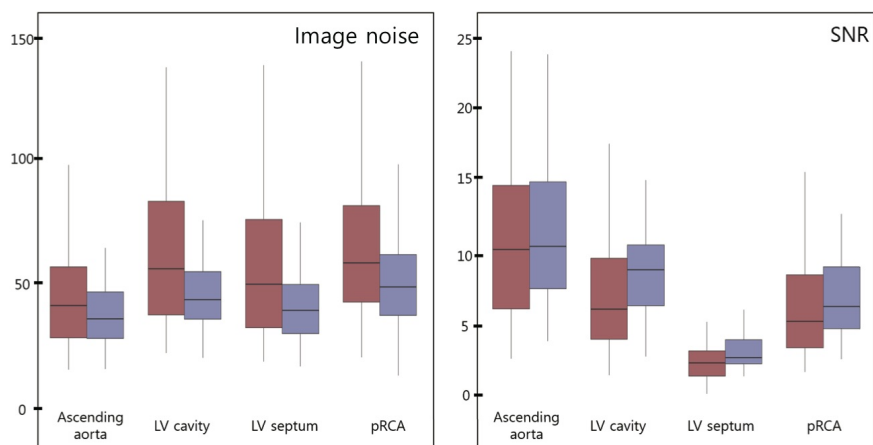 Image noise
150
100
50
0
Ascending
aorta
LV cavity
LV septum
pRCA
SNR
25
20
15
10
5
0
Ascending
aorta
LV cavity
LV septum
pRCA